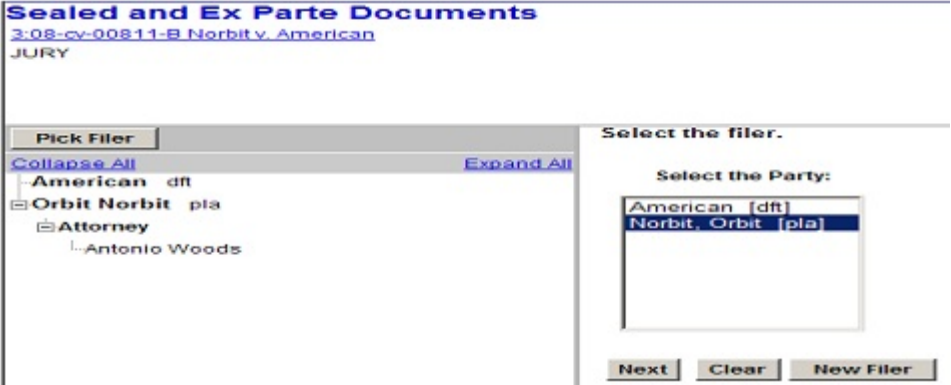 Sealed and Ex Parte Documents
3:08-cv-00811-B Norbit v. American
JURY
Pick Filer
Collapse All Expand All
American dft
Orbit Norbit pla
Attorney
Antonio Woods
Select the filer.
Select the Party:
American [dft]
Norbit, Orbit [pla]
Next Clear New Filer